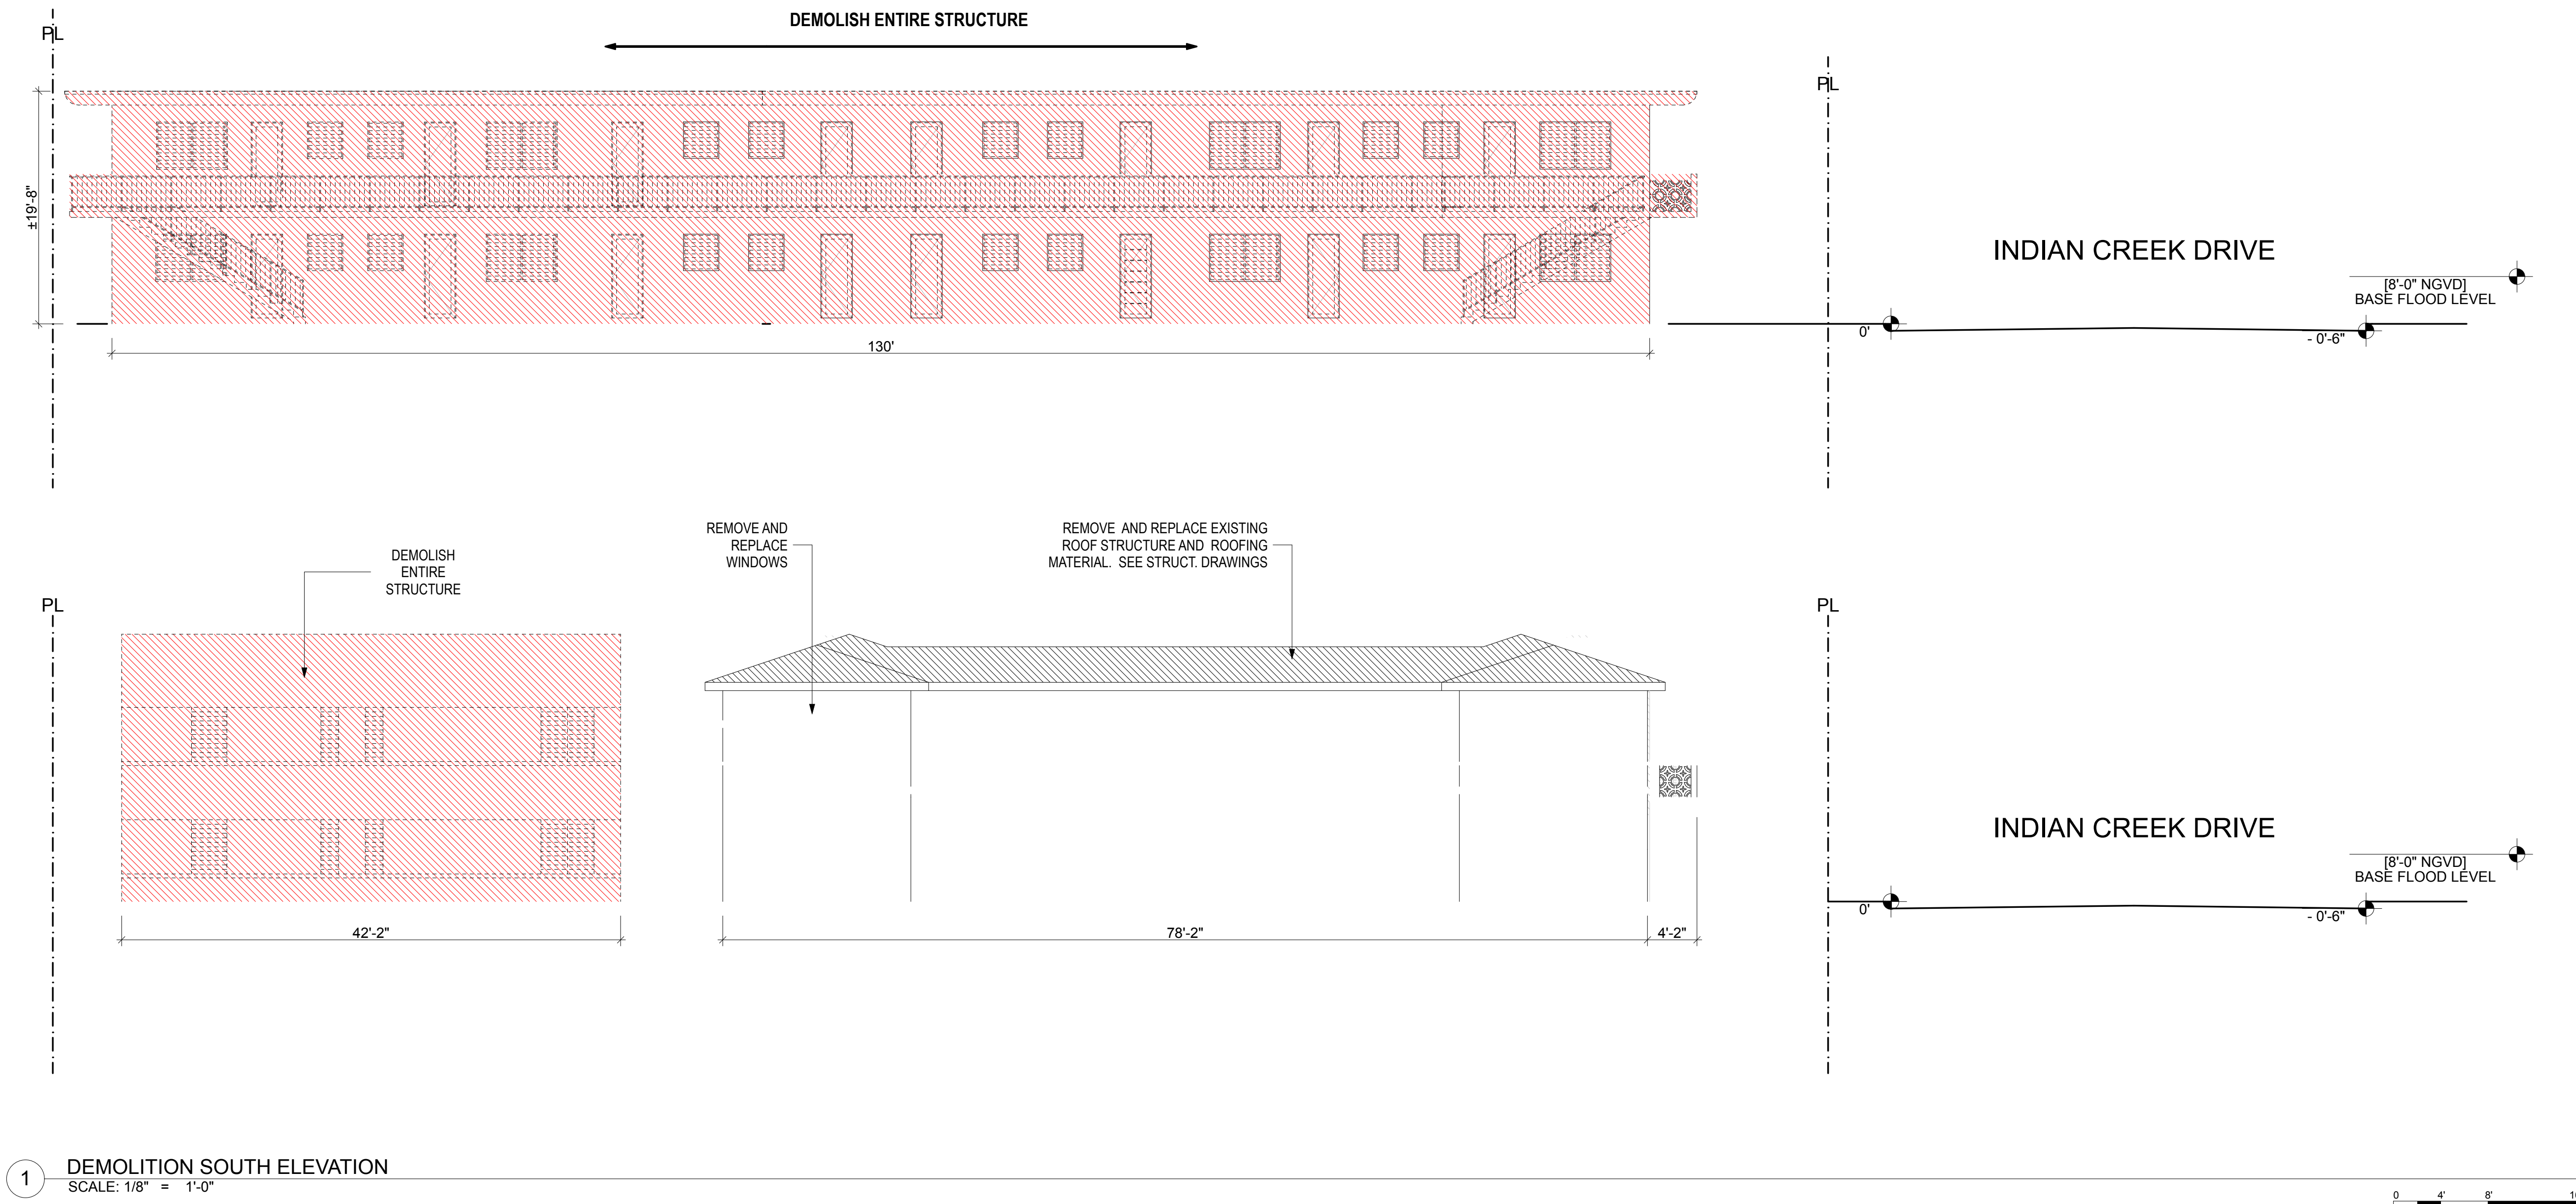 DEMOLISH ENTIRE STRUCTURE
PL
PL
±19'-8"
INDIAN CREEK DRIVE
[8'-0" NGVD]
BASE FLOOD LEVEL
0'
- 0'-6"
130'
REMOVE AND
REPLACE
WINDOWS
REMOVE AND REPLACE EXISTING
ROOF STRUCTURE AND ROOFING
MATERIAL. SEE STRUCT. DRAWINGS
DEMOLISH
ENTIRE
STRUCTURE
PL
PL
INDIAN CREEK DRIVE
[8'-0" NGVD]
BASE FLOOD LEVEL
0'
- 0'-6"
42'-2"
78'-2"
4'-2"
1
DEMOLITION SOUTH ELEVATION
SCALE: 1/8" = 1'-0"
0 4' 8'